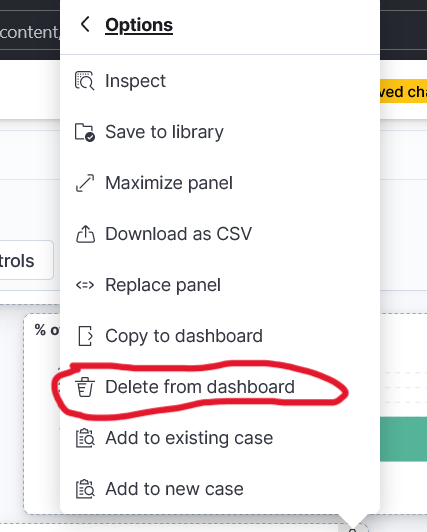 content/
Options
ved cha
Inspect
Save to library
Maximize panel
Download as CSV
trols
Replace panel
% o
Copy to dashboard
Delete from dashboard
Add to existing case
Add to new case